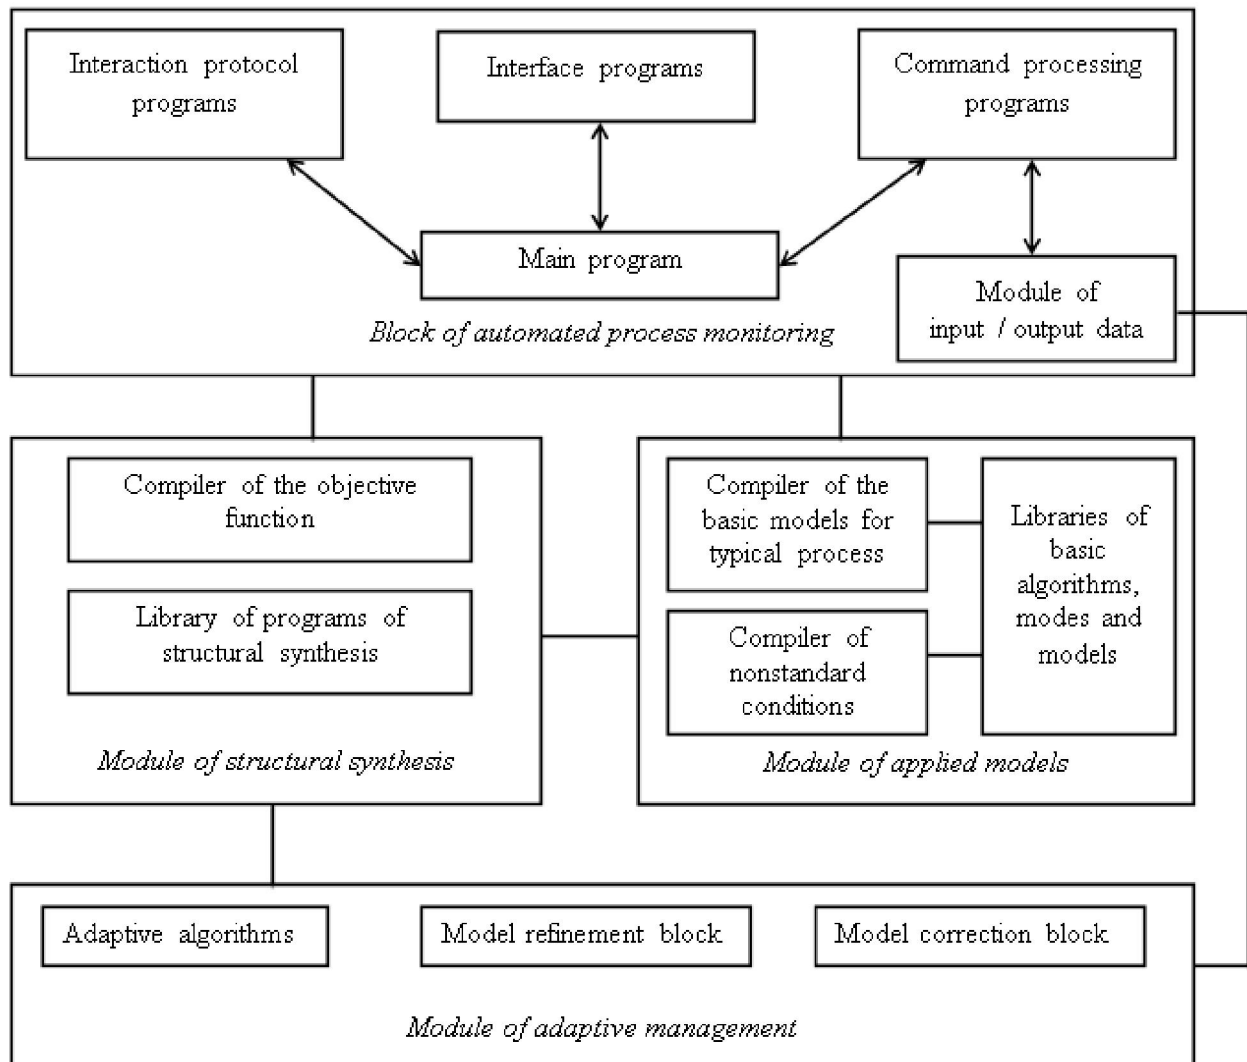 Interaction protocol
programs
Interface programs
Command processing
programs
Main program
Module of
input / output data
Block of automated process monitoring
Compiler of the objective
function
Library of programs of
structural synthesis
Module of structural synthesis
Compiler of the
basic models for
typical process
Compiler of
nonstandard
conditions
Libraries of
basic
algorithms,
modes and
models
Module of applied models
Adaptive algorithms
Model refinement block
Model correction block
Module of adaptive management